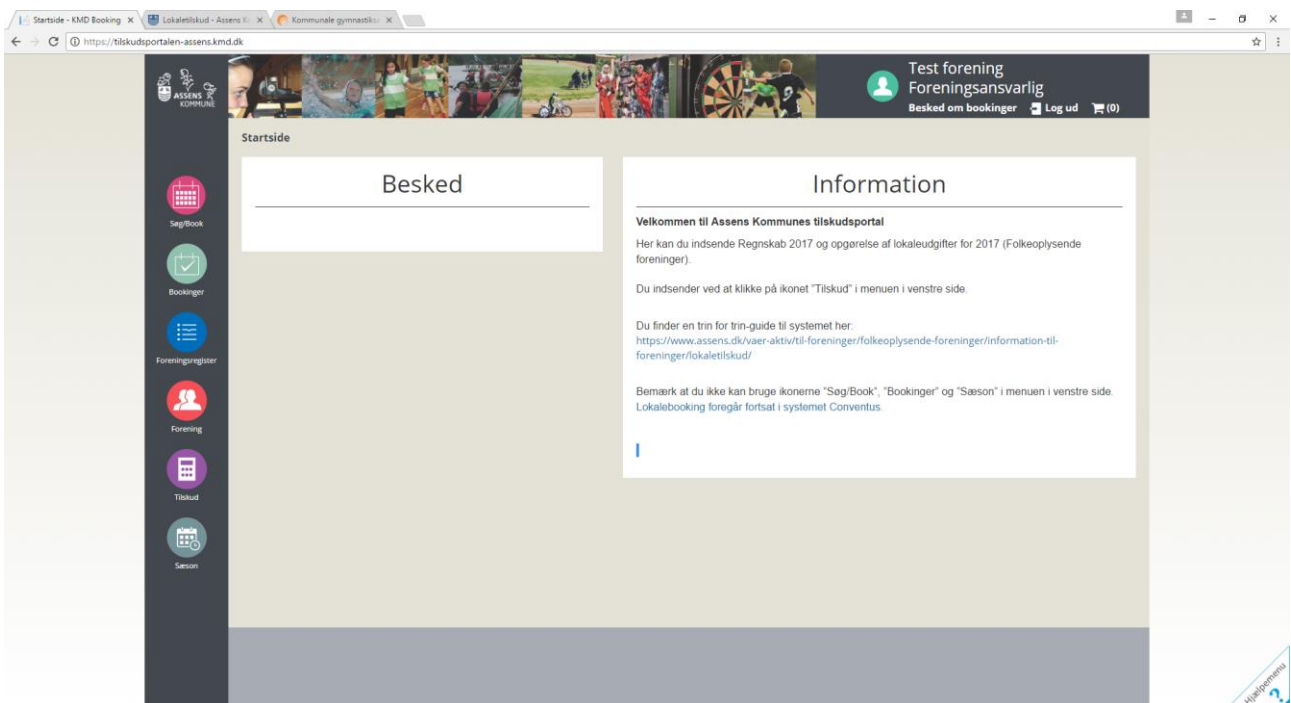 Startside - KMD Booking
Lokaletilskud - Assens K
Kommunale gymnastiks
https://tilskudsportalen-assens.kmd.dk
ASSENS
KOMMUNE
Test forening
Foreningsansvarlig
Besked om bookinger Log ud (0)
Startside
Søg/Book
Bookinger
Foreningsregister
Forening
Tilskud
Sæson
Besked
Information
Velkommen til Assens Kommunes tilskudsportal
Her kan du indsende Regnskab 2017 og opgørelse af lokaleudgifter for 2017 (Folkeoplysende
foreninger).
Du indsender ved at klikke på ikonet "Tilskud" i menuen i venstre side.
Du finder en trin for trin-guide til systemet her:
https://www.assens.dk/vaer-aktiv/til-foreninger/folkeoplysende-foreninger/information-til-
foreninger/lokaletilskud/
Bemærk at du ikke kan bruge ikonerne "Søg/Book", "Bookinger" og "Sæson" i menuen i venstre side.
Lokalebooking foregår fortsat i systemet Conventus.
Hjælpemenu
?